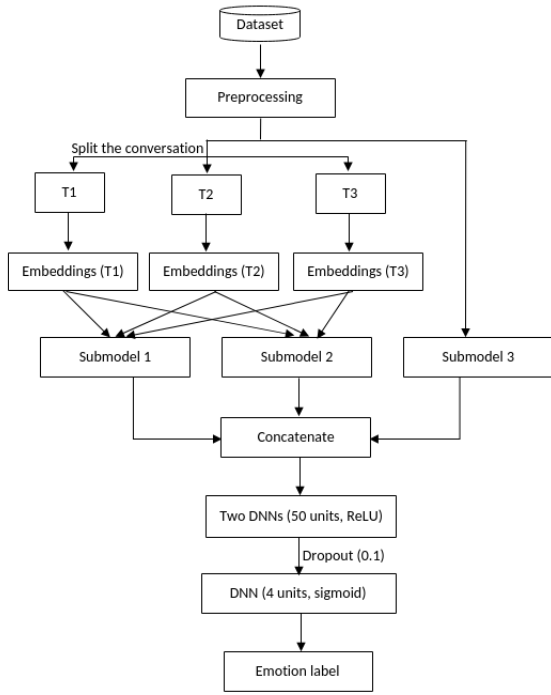 Dataset
Preprocessing
Split the conversation
T1
T2
T3
Embeddings (T1)
Embeddings (T2)
Embeddings (T3)
Submodel 1
Submodel 2
Submodel 3
Concatenate
Two DNNs (50 units, ReLU)
Dropout (0.1)
DNN (4 units, sigmoid)
Emotion label